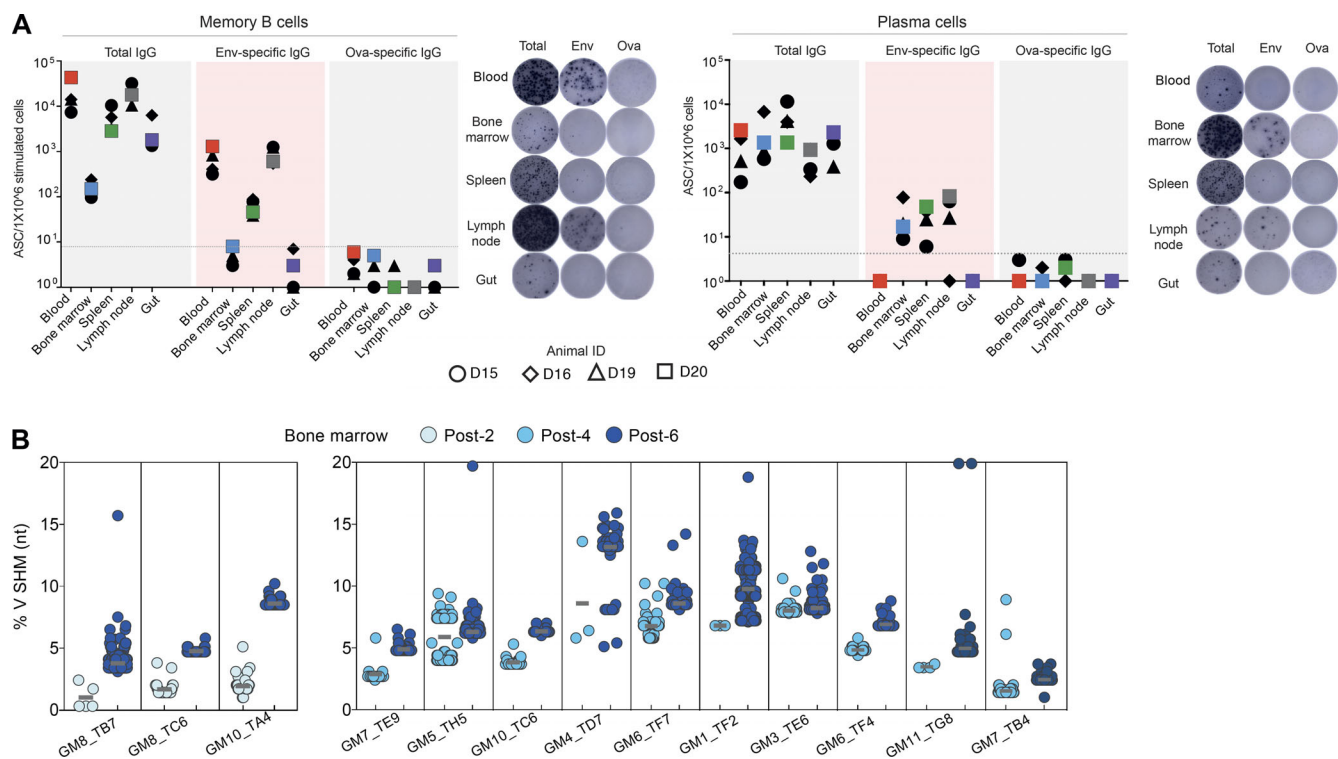 A
Memory B cells
Total IgG
Env-specific IgG
Ova-specific IgG
ASC/1X10^6 stimulated cells
10^5
10^4
10^3
10^2
10^1
10^0
Blood
Bone marrow
Spleen
Lymph node
Gut
Blood
Bone marrow
Spleen
Lymph node
Gut
Blood
Bone marrow
Spleen
Lymph node
Gut
Total Env Ova
Blood
Bone
marrow
Spleen
Lymph
node
Gut
Plasma cells
Total IgG
Env-specific IgG
Ova-specific IgG
ASC/1X10^6 cells
10^5
10^4
10^3
10^2
10^1
10^0
Blood
Bone marrow
Spleen
Lymph node
Gut
Blood
Bone marrow
Spleen
Lymph node
Gut
Blood
Bone marrow
Spleen
Lymph node
Gut
Total Env Ova
Blood
Bone
marrow
Spleen
Lymph
node
Gut
Animal ID
D15 D16 D19 D20
B
Bone marrow Post-2 Post-4 Post-6
% V SHM (nt)
20
15
10
5
0
GM8_TB7
GM8_TC6
GM10_TA4
20
15
10
5
0
GM7_TE9
GM5_TH5
GM10_TC6
GM4_TD7
GM6_TF7
GM1_TF2
GM3_TE6
GM6_TF4
GM11_TG8
GM7_TB4